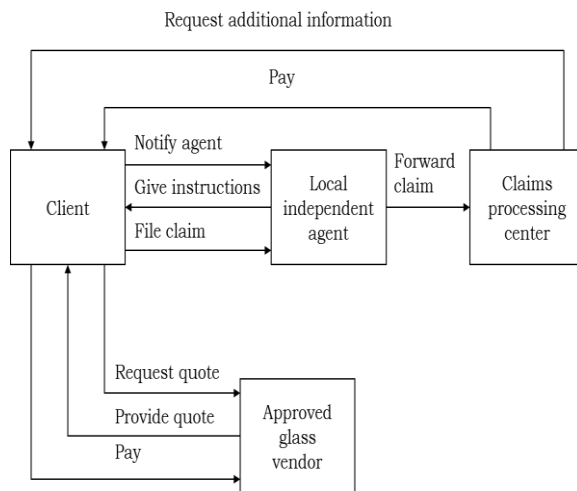 Request additional information
Pay
Notify agent
Give instructions
File claim
Forward
claim
Client
Local
independent
agent
Claims
processing
center
Request quote
Provide quote
Pay
Approved
glass
vendor